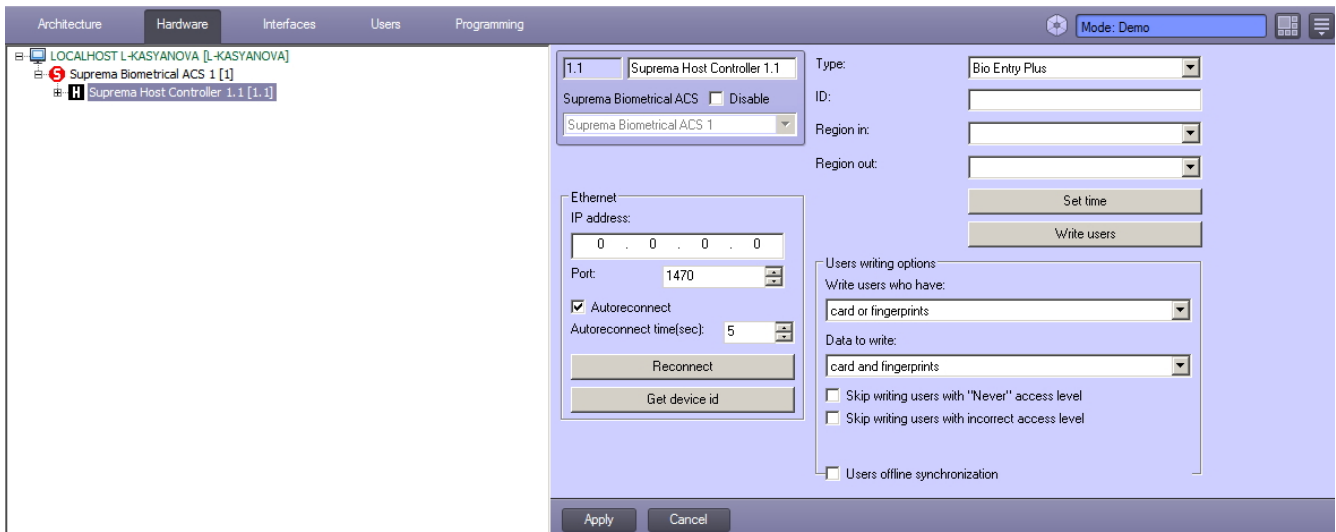 Architecture Hardware Interfaces Users Programming Mode: Demo
LOCALHOST L-KASYANOVA [L-KASYANOVA]
Suprema Biometrical ACS 1 [1]
H Suprema Host Controller 1.1 [1.1]
1.1 Suprema Host Controller 1.1
Suprema Biometrical ACS Disable
Suprema Biometrical ACS 1
Ethernet
IP address:
0 . 0 . 0 . 0
Port: 1470
Autoreconnect
Autoreconnect time(sec): 5
Reconnect
Get device id
Type: Bio Entry Plus
ID:
Region in:
Region out:
Set time
Write users
Users writing options
Write users who have:
card or fingerprints
Data to write:
card and fingerprints
Skip writing users with "Never" access level
Skip writing users with incorrect access level
Users offline synchronization
Apply Cancel